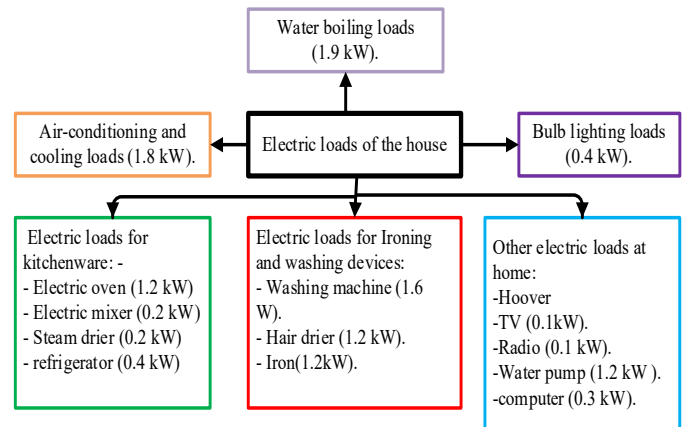 Water boiling loads
(1.9 kW).
Air-conditioning and
cooling loads (1.8 kW).
Electric loads of the house
Bulb lighting loads
(0.4 kW).
Electric loads for
kitchenware: -
- Electric oven (1.2 kW)
- Electric mixer (0.2 kW)
- Steam drier (0.2 kW)
- refrigerator (0.4 kW)
Electric loads for Ironing
and washing devices:
- Washing machine (1.6
W).
- Hair drier (1.2 kW).
- Iron(1.2kW).
Other electric loads at
home:
-Hoover
-TV (0.1kW).
-Radio (0.1 kW).
-Water pump (1.2 kW ).
-computer (0.3 kW).